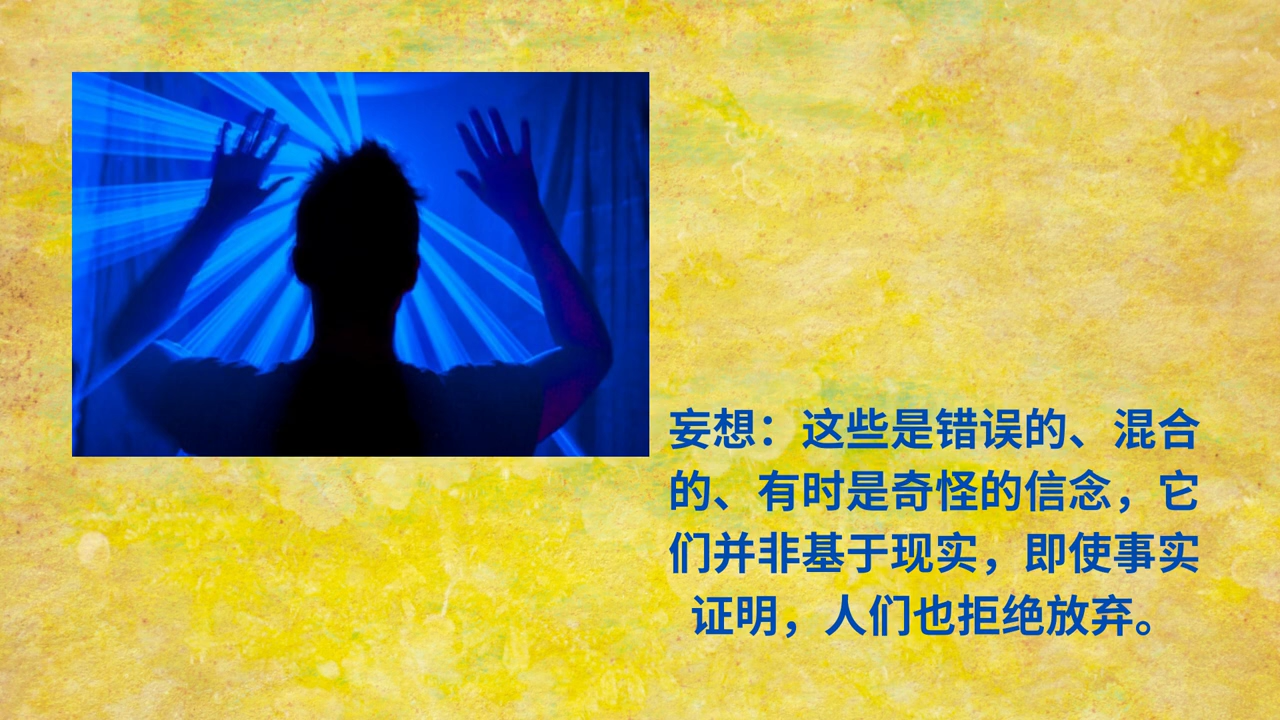 妄想：这些是错误的、混合
的、有时是奇怪的信念，它
们并非基于现实，即使事实
证明，人们也拒绝放弃。